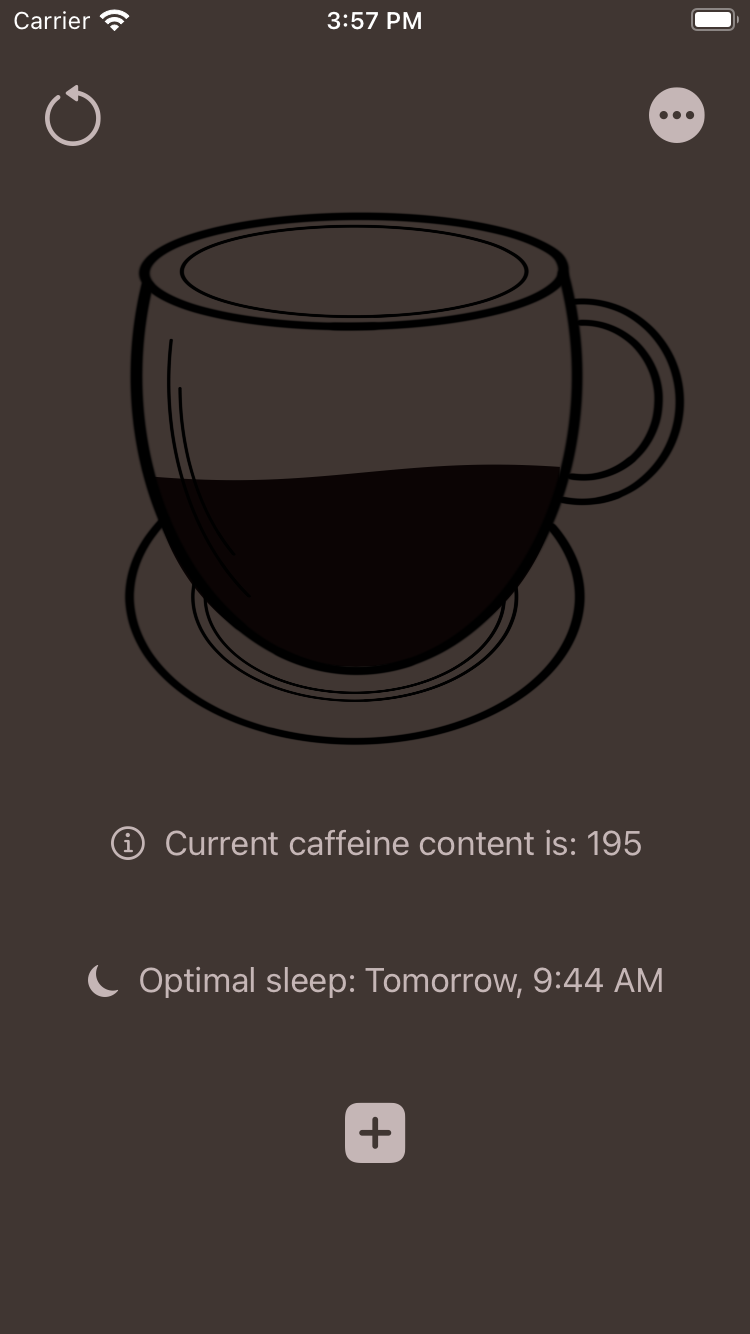 Carrier 3:57 PM
Current caffeine content is: 195
Optimal sleep: Tomorrow, 9:44 AM